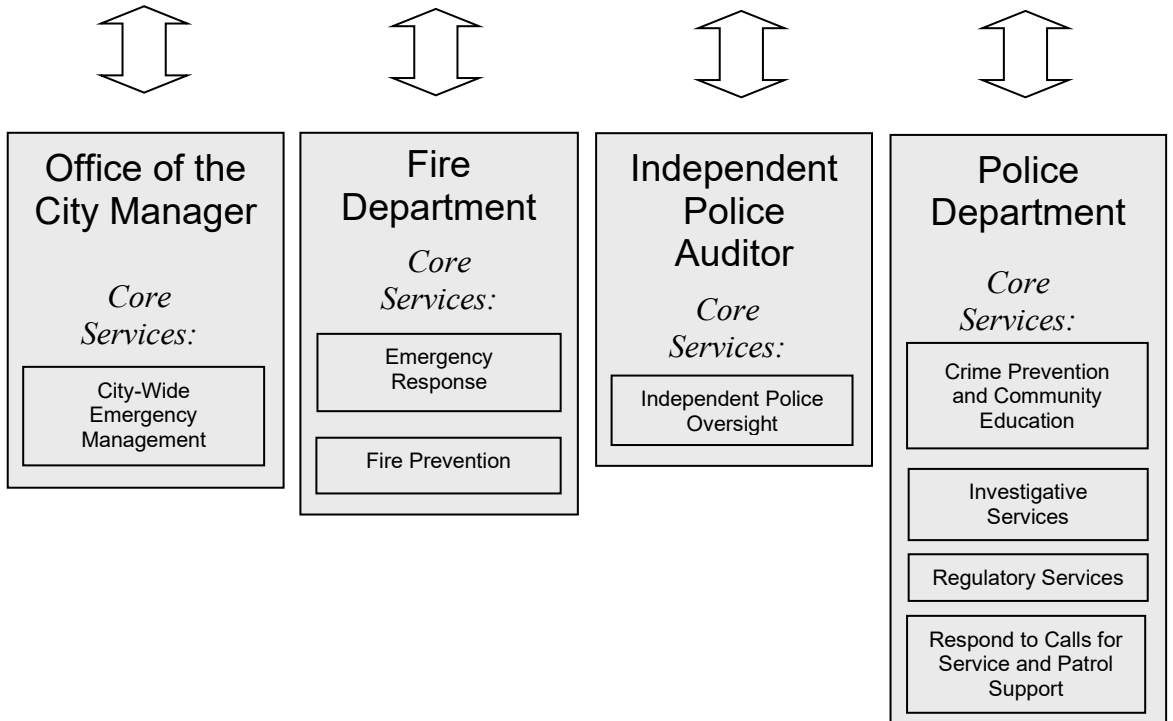 Office of the
City Manager
Core
Services:
City-Wide
Emergency
Management
Fire
Department
Core
Services:
Emergency
Response
Fire Prevention
Independent
Police
Auditor
Core
Services:
Independent Police
Oversight
Police
Department
Core
Services:
Crime Prevention
and Community
Education
Investigative
Services
Regulatory Services
Respond to Calls for
Service and Patrol
Support